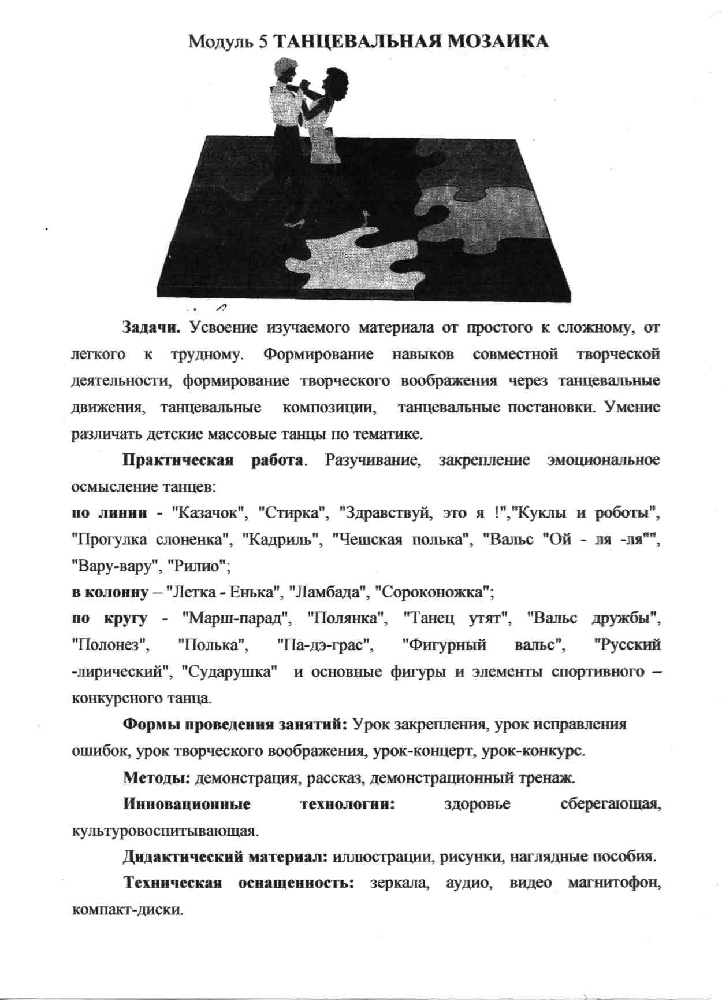 Модуль 5 ТАНЦЕВАЛЬНАЯ МОЗАИКА
Задачи. Усвоение изучаемого материала от простого к сложному, от
легкого к трудному. Формирование навыков совместной творческой
деятельности, формирование творческого воображения через танцевальные
движения, танцевальные композиции, танцевальные постановки. Умение
различать детские массовые танцы по тематике.
Практическая работа. Разучивание, закрепление эмоциональное
осмысление танцев:
по линии - "Казачок", "Стирка", "Здравствуй, это я !","Куклы и роботы",
"Прогулка слоненка", "Кадриль", "Чешская полька", "Вальс "Ой - ля -ля"",
"Вару-вару", "Рилио";
в колонну – "Летка - Енька", "Ламбада", "Сороконожка";
по кругу - "Марш-парад", "Полянка", "Танец утят", "Вальс дружбы",
"Полонез", "Полька", "Па-дэ-грас", "Фигурный вальс", "Русский
-лирический", "Сударушка" и основные фигуры и элементы спортивного –
конкурсного танца.
Формы проведения занятий: Урок закрепления, урок исправления
ошибок, урок творческого воображения, урок-концерт, урок-конкурс.
Методы: демонстрация, рассказ, демонстрационный тренаж.
Инновационные технологии: здоровье сберегающая,
культуровоспитывающая.
Дидактический материал: иллюстрации, рисунки, наглядные пособия.
Техническая оснащенность: зеркала, аудио, видео магнитофон,
компакт-диски.